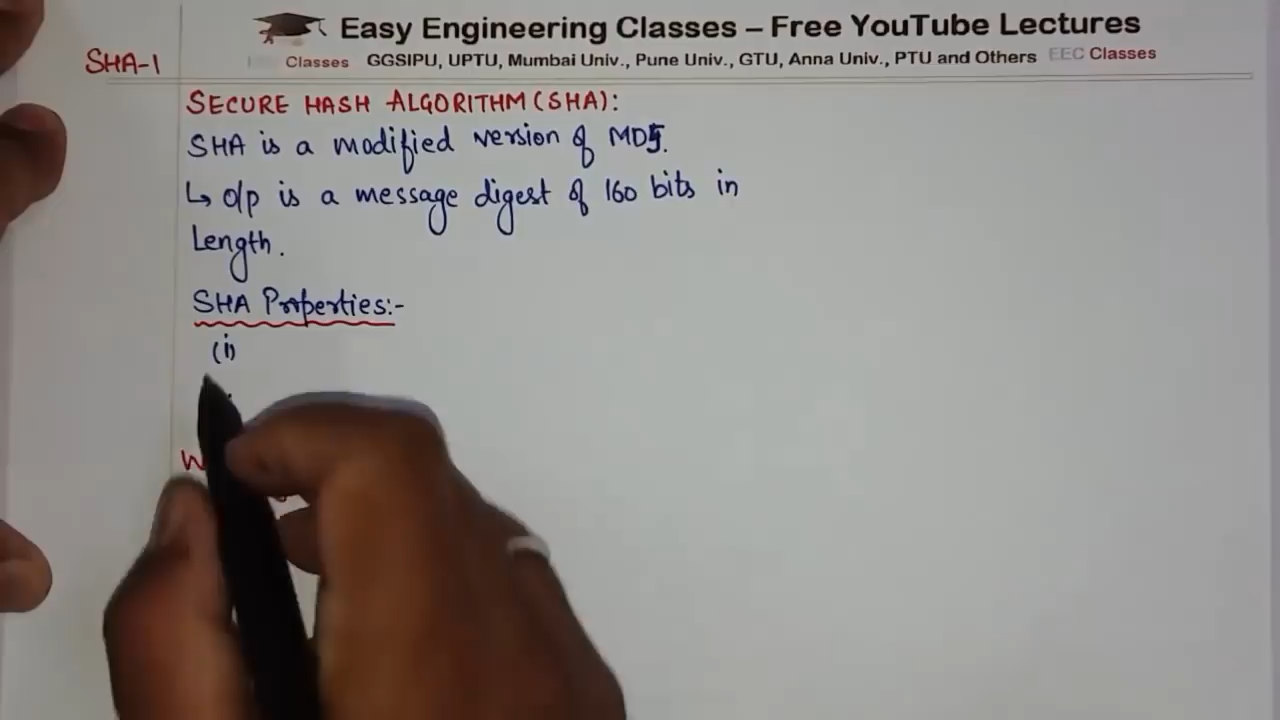 Easy Engineering Classes – Free YouTube Lectures
SHA-1
Classes GGSIPU, UPTU, Mumbai Univ., Pune Univ., GTU, Anna Univ., PTU and Others EEC Classes
SECURE HASH ALGORITHM (SHA):
SHA is a modified version of MD5.
↳ o/p is a message digest of 160 bits in
Length.
SHA Properties:-
(i)